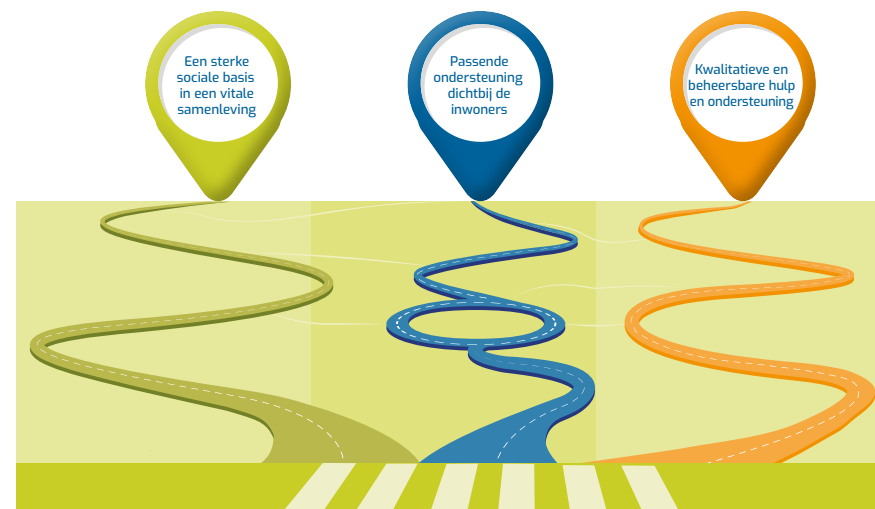 Een sterke
sociale basis
in een vitale
samenleving
Passende
ondersteuning
dichtbij de
inwoners
Kwalitatieve en
beheersbare hulp
en ondersteuning